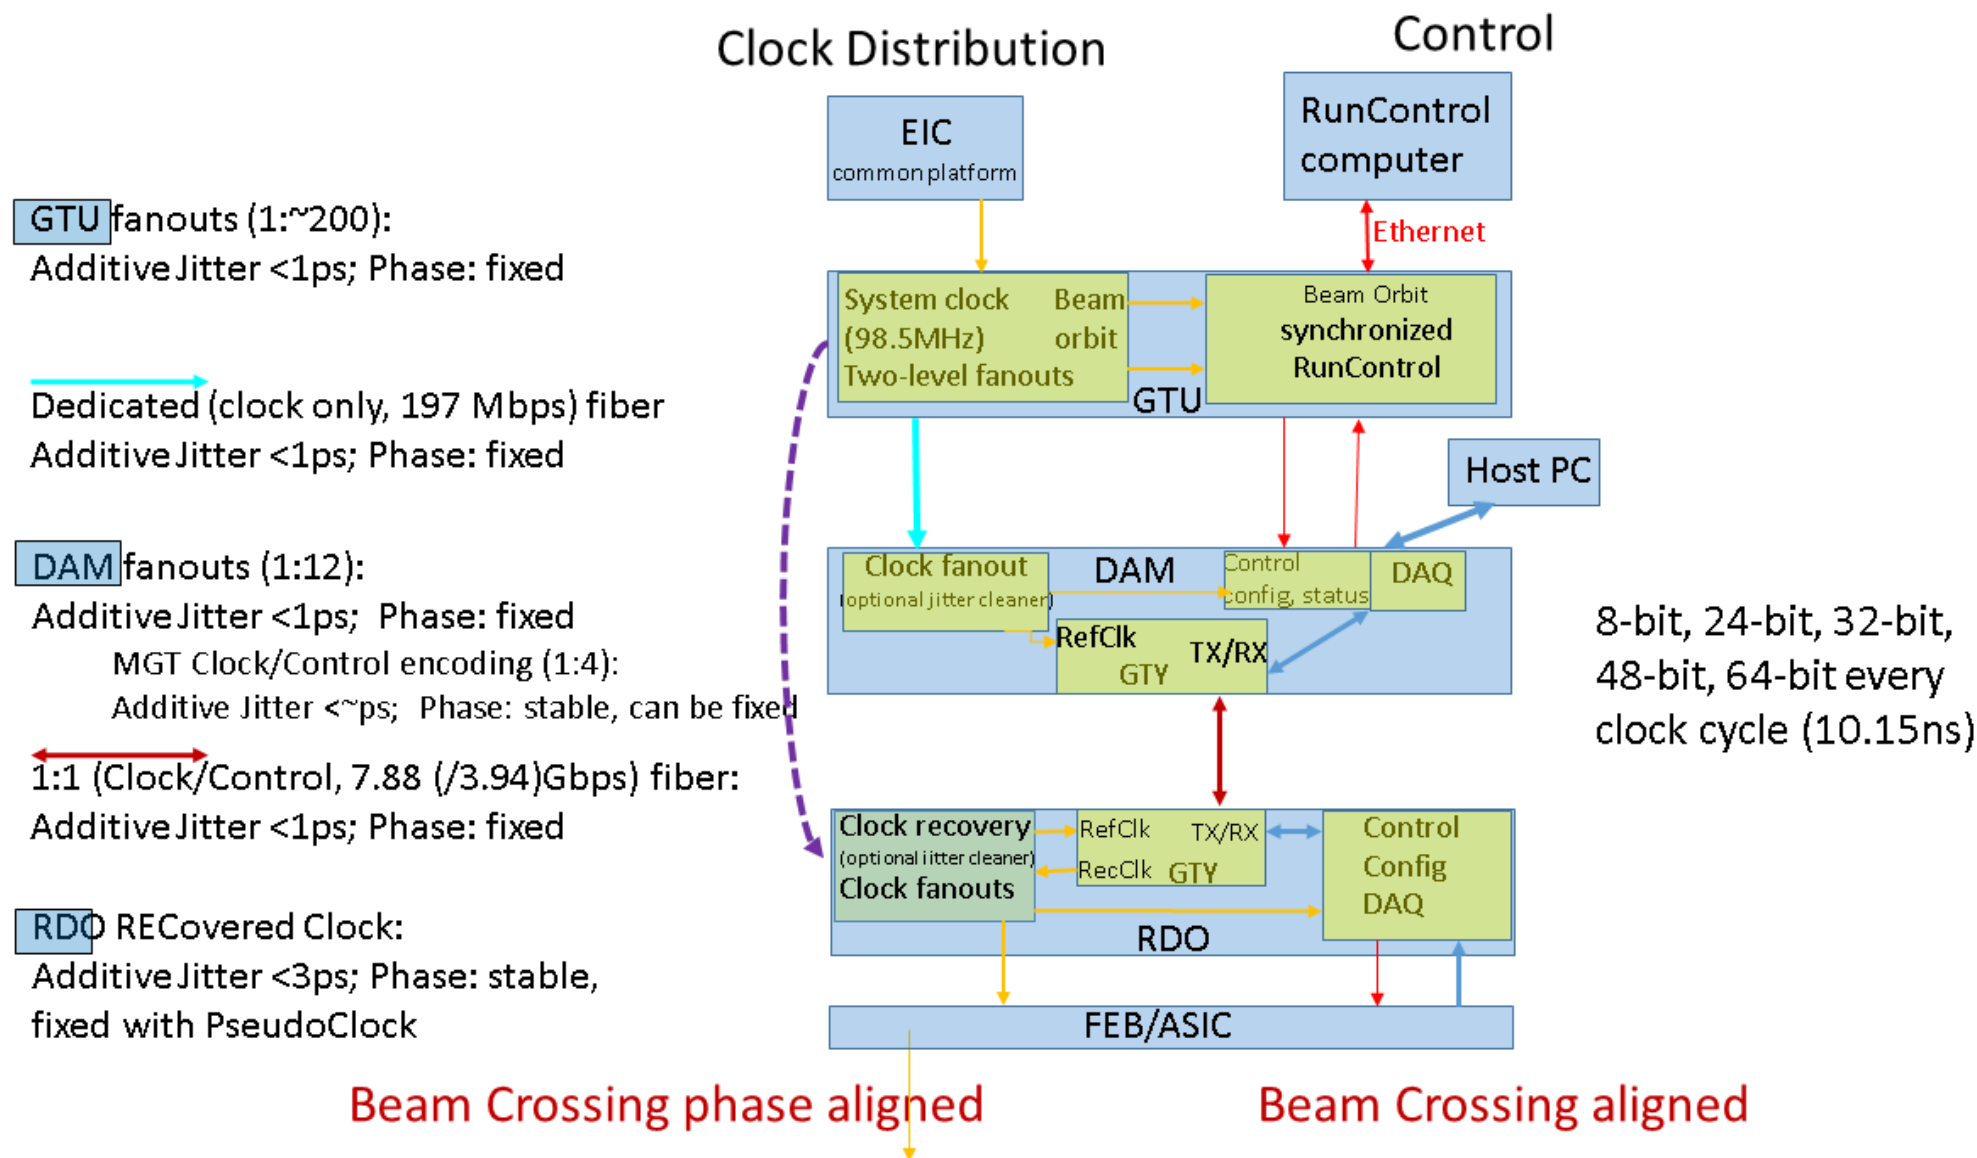 Clock Distribution
Control
EIC
common platform
RunControl
computer
Ethernet
GTU fanouts (1:~200):
Additive Jitter <1ps; Phase: fixed
Dedicated (clock only, 197 Mbps) fiber
Additive Jitter <1ps; Phase: fixed
DAM fanouts (1:12):
Additive Jitter <1ps; Phase: fixed
MGT Clock/Control encoding (1:4):
Additive Jitter <~ps; Phase: stable, can be fixed
1:1 (Clock/Control, 7.88 (/3.94)Gbps) fiber:
Additive Jitter <1ps; Phase: fixed
RDO RECovered Clock:
Additive Jitter <3ps; Phase: stable,
fixed with PseudoClock
System clock
(98.5MHz)
Two-level fanouts
Beam
orbit
Beam Orbit
synchronized
RunControl
GTU
Host PC
Clock fanout
(optional jitter cleaner)
DAM
Control
config, status
DAQ
RefClk
TX/RX
GTY
8-bit, 24-bit, 32-bit,
48-bit, 64-bit every
clock cycle (10.15ns)
Clock recovery
(optional jitter cleaner)
Clock fanouts
RefClk
TX/RX
RecClk
GTY
Control
Config
DAQ
RDO
FEB/ASIC
Beam Crossing phase aligned
Beam Crossing aligned